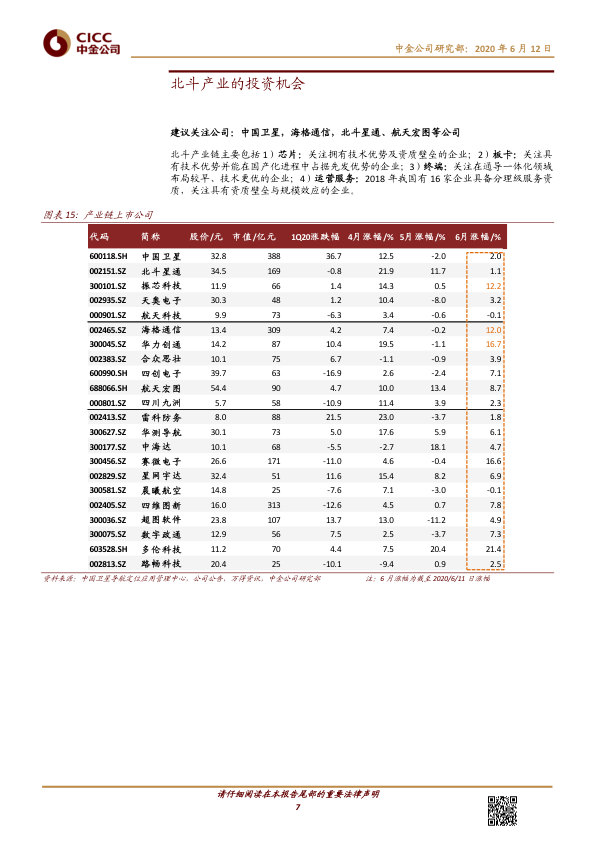 CICC
中金公司
中金公司研究部：2020 年 6 月 12 日
北斗产业的投资机会
建议关注公司：中国卫星，海格通信，北斗星通、航天宏图等公司
北斗产业链主要包括 1）芯片：关注拥有技术优势及资质壁垒的企业；2）板卡：关注具
有技术优势并能在国产化进程中占据先发优势的企业；3）终端：关注在通导一体化领域
布局较早、技术更优的企业；4）运营服务：2018 年我国有 16 家企业具备分理级服务资
质，关注具有资质壁垒与规模效应的企业。
图表 15：产业链上市公司
代码 简称 股价/元 市值/亿元 1Q20涨跌幅 4月涨幅/% 5月涨幅/% 6月涨幅/%
600118.SH 中国卫星 32.8 388 36.7 12.5 -2.0 2.0
002151.SZ 北斗星通 34.5 169 -0.8 21.9 11.7 1.1
300101.SZ 振芯科技 11.9 66 1.4 14.3 0.5 12.2
002935.SZ 天奥电子 30.3 48 1.2 10.4 -8.0 3.2
000901.SZ 航天科技 9.9 73 -6.3 3.4 -0.6 -0.1
002465.SZ 海格通信 13.4 309 4.2 7.4 -0.2 12.0
300045.SZ 华力创通 14.2 87 10.4 19.5 -1.1 16.7
002383.SZ 合众思壮 10.1 75 6.7 -1.1 -0.9 3.9
600990.SH 四创电子 39.7 63 -16.9 2.6 -2.4 7.1
688066.SH 航天宏图 54.4 90 4.7 10.0 13.4 8.7
000801.SZ 四川九洲 5.7 58 -10.9 11.4 3.9 2.3
002413.SZ 雷科防务 8.0 88 21.5 23.0 -3.7 1.8
300627.SZ 华测导航 30.1 73 5.0 17.6 5.9 6.1
300177.SZ 中海达 10.1 68 -5.5 -2.7 18.1 4.7
300456.SZ 赛微电子 26.6 171 -11.0 4.6 -0.4 16.6
002829.SZ 星网宇达 32.4 51 11.6 15.4 8.2 6.9
300581.SZ 晨曦航空 14.8 25 -7.6 7.1 -3.0 -0.1
002405.SZ 四维图新 16.0 313 -12.6 4.5 0.7 7.8
300036.SZ 超图软件 23.8 107 13.7 13.0 -11.2 4.9
300075.SZ 数字政通 12.9 56 7.5 2.5 -3.7 7.3
603528.SH 多伦科技 11.2 70 4.4 7.5 20.4 21.4
002813.SZ 路畅科技 20.4 25 -10.1 -9.4 0.9 2.5
资料来源：中国卫星导航定位应用管理中心，公司公告，万得资讯，中金公司研究部 注：6 月涨幅为截至 2020/6/11 日涨幅
请仔细阅读在本报告尾部的重要法律声明
7